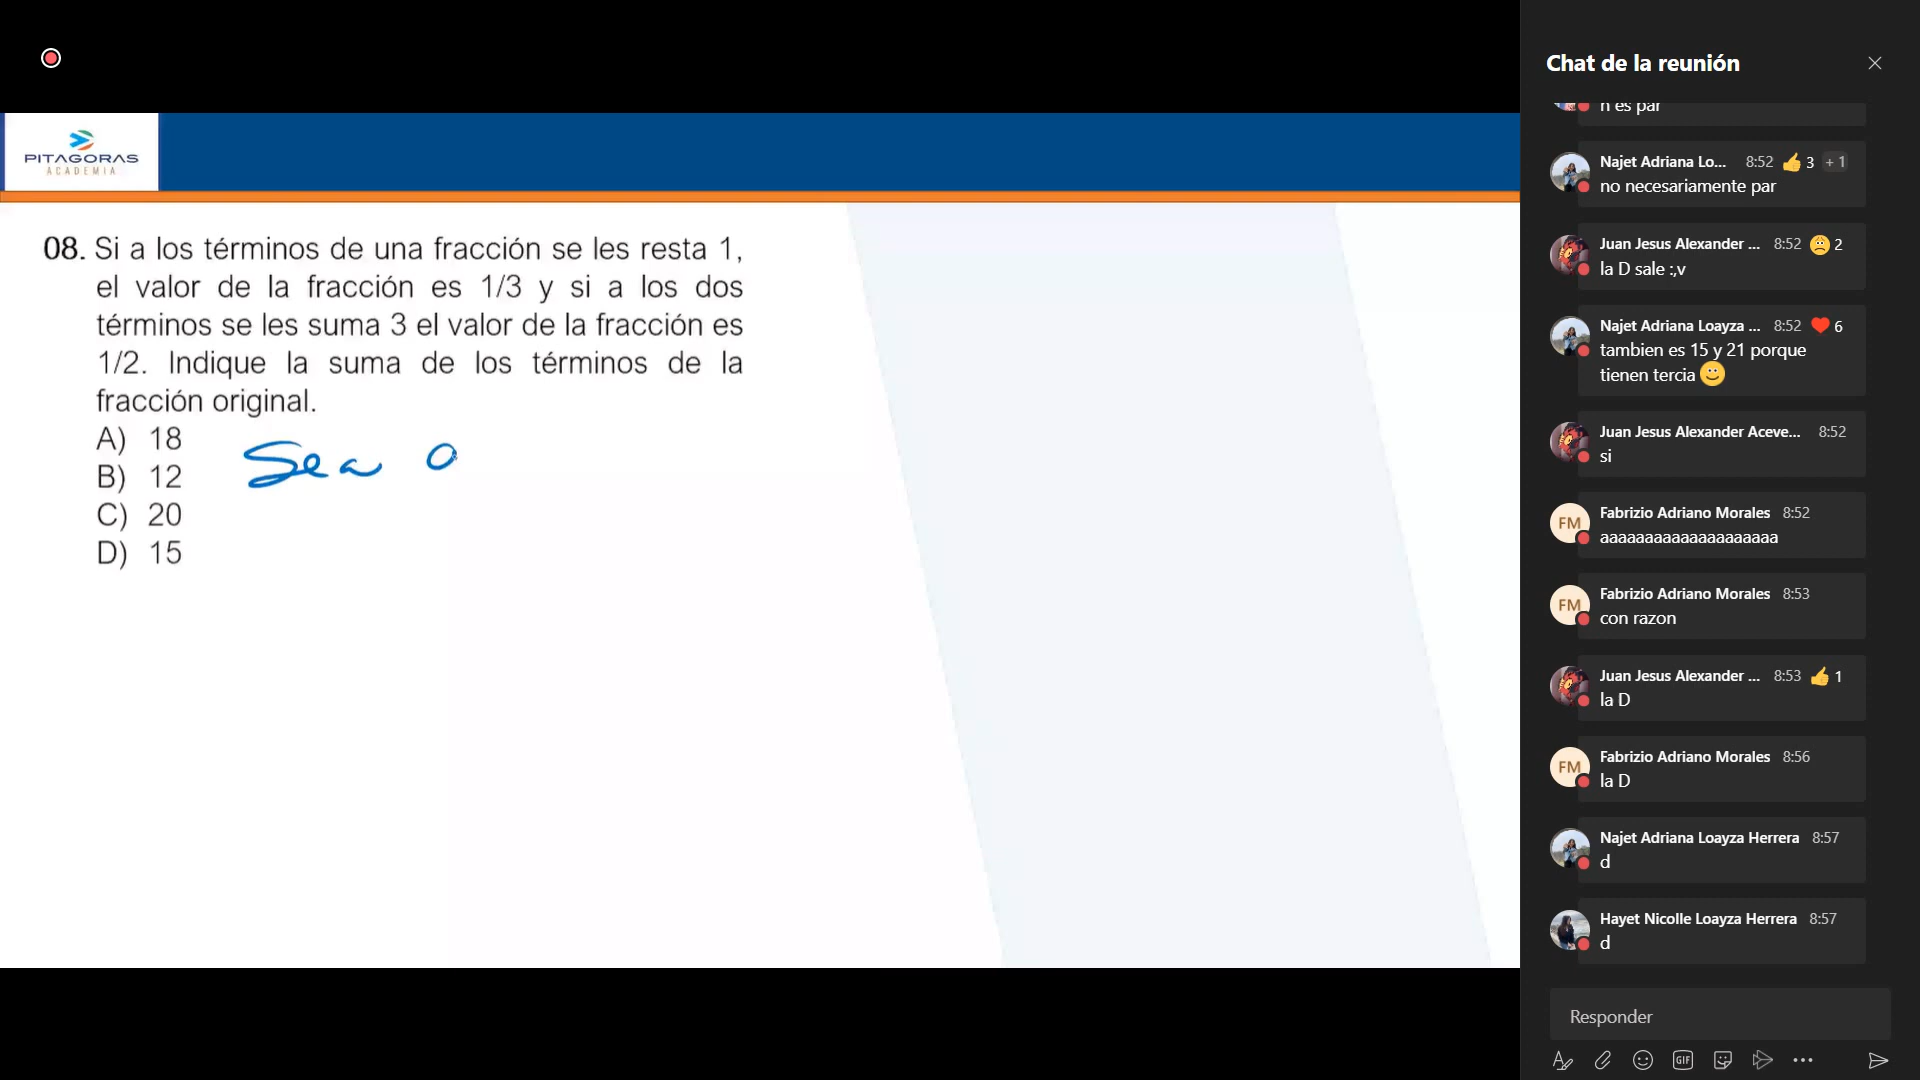 PITAGORAS
ACADEMIA
08. Si a los términos de una fracción se les resta 1,
el valor de la fracción es 1/3 y si a los dos
términos se les suma 3 el valor de la fracción es
1/2. Indique la suma de los términos de la
fracción original.
A) 18
B) 12
C) 20
D) 15
Sea
Chat de la reunión
n es par
Najet Adriana Lo... 8:52 3 +1
no necesariamente par
Juan Jesus Alexander ... 8:52 2
la D sale :,v
Najet Adriana Loayza ... 8:52 6
tambien es 15 y 21 porque
tienen tercia
Juan Jesus Alexander Aceve... 8:52
si
FM
Fabrizio Adriano Morales 8:52
aaaaaaaaaaaaaaaaaaaa
FM
Fabrizio Adriano Morales 8:53
con razon
Juan Jesus Alexander ... 8:53 1
la D
FM
Fabrizio Adriano Morales 8:56
la D
Najet Adriana Loayza Herrera 8:57
d
Hayet Nicolle Loayza Herrera 8:57
d
Responder
GIF